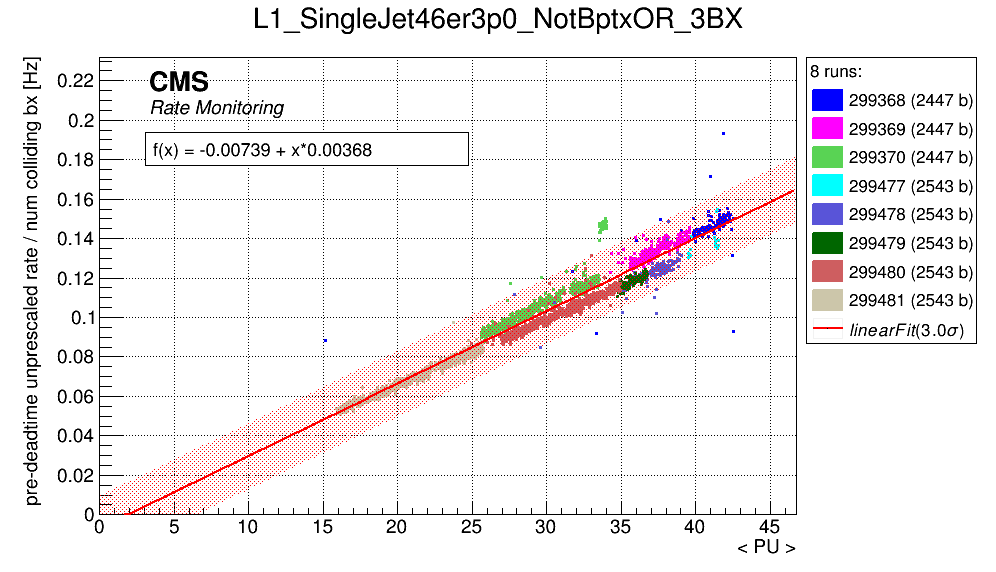 L1_SingleJet46er3p0_NotBptxOR_3BX
pre-deadtime unprescaled rate / num colliding bx [Hz]
CMS
Rate Monitoring
f(x) = -0.00739 + x*0.00368
0.22
0.2
0.18
0.16
0.14
0.12
0.1
0.08
0.06
0.04
0.02
0
0 5 10 15 20 25 30 35 40 45
< PU >
8 runs:
299368 (2447 b)
299369 (2447 b)
299370 (2447 b)
299477 (2543 b)
299478 (2543 b)
299479 (2543 b)
299480 (2543 b)
299481 (2543 b)
linearFit(3.0σ)